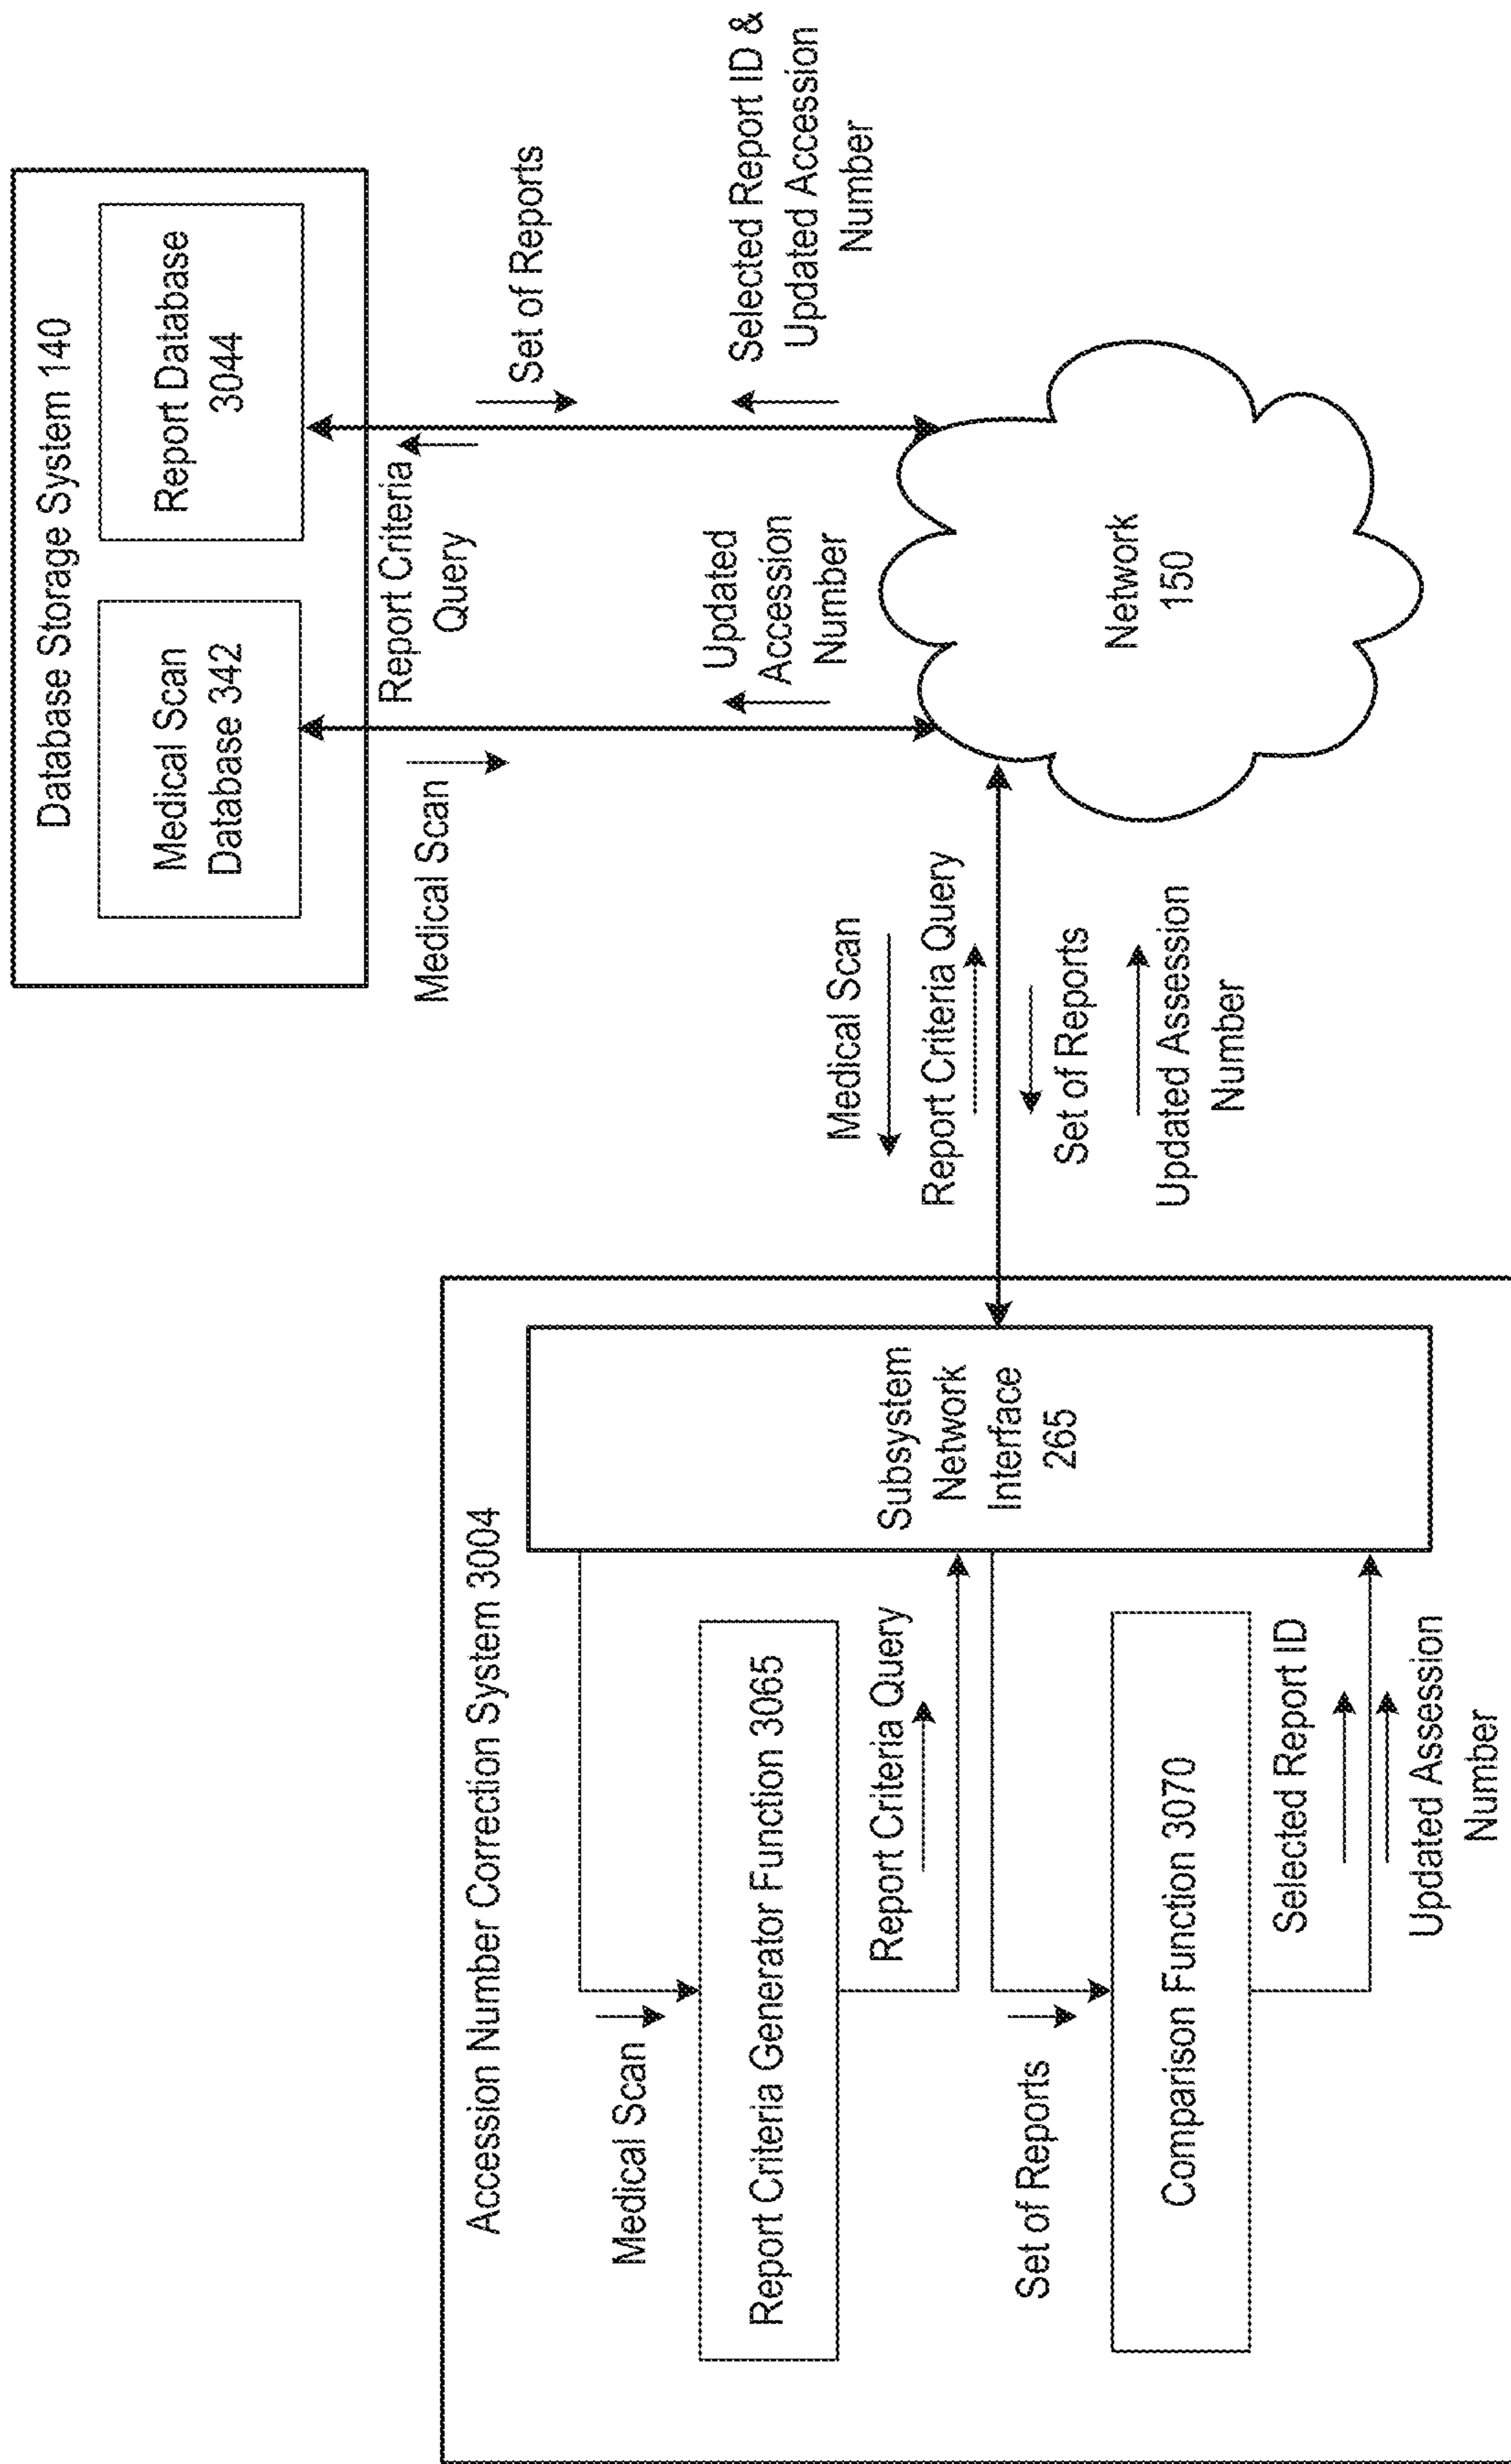 Database Storage System 140
Medical Scan
Database 342
Report Database
3044
Medical Scan
Report Criteria
Query
Set of Reports
Updated
Accession
Number
Selected Report ID &
Updated Accession
Number
Network
150
Medical Scan
Report Criteria Query
Set of Reports
Updated Assession
Number
Accession Number Correction System 3004
Subsystem
Network
Interface
265
Medical Scan
Report Criteria Generator Function 3065
Report Criteria Query
Set of Reports
Comparison Function 3070
Selected Report ID
Updated Assession
Number